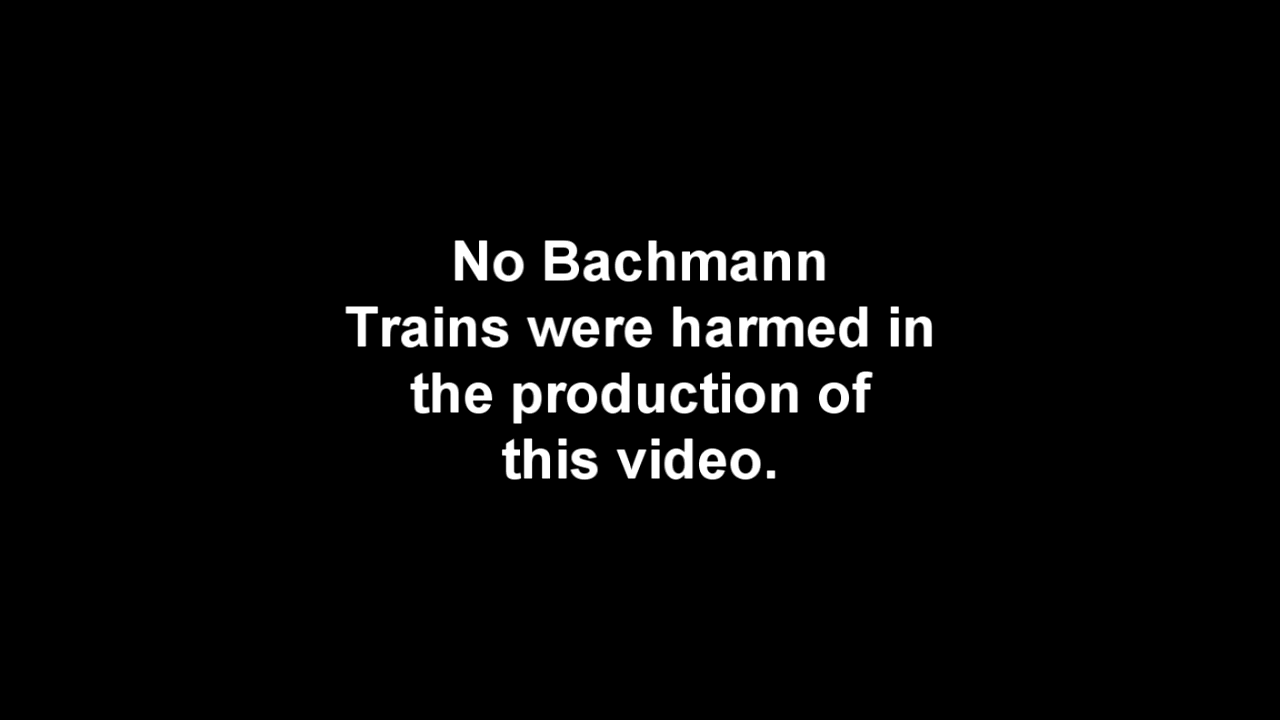 No Bachmann
Trains were harmed in
the production of
this video.